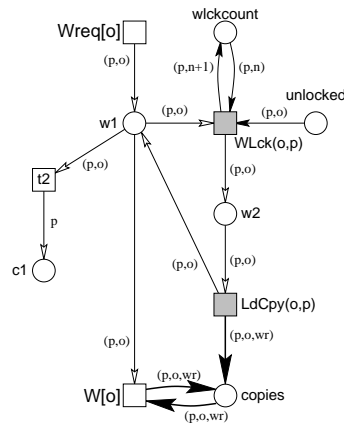 wlckcount
Wreq[o]
(p,o)
(p,n+1)
(p,n)
unlocked
w1
(p,o)
(p,o)
WLck(o,p)
t2
(p,o)
(p,o)
p
w2
(p,o)
(p,o)
c1
LdCpy(o,p)
(p,o)
(p,o,wr)
W[o]
(p,o,wr)
copies
(p,o,wr)